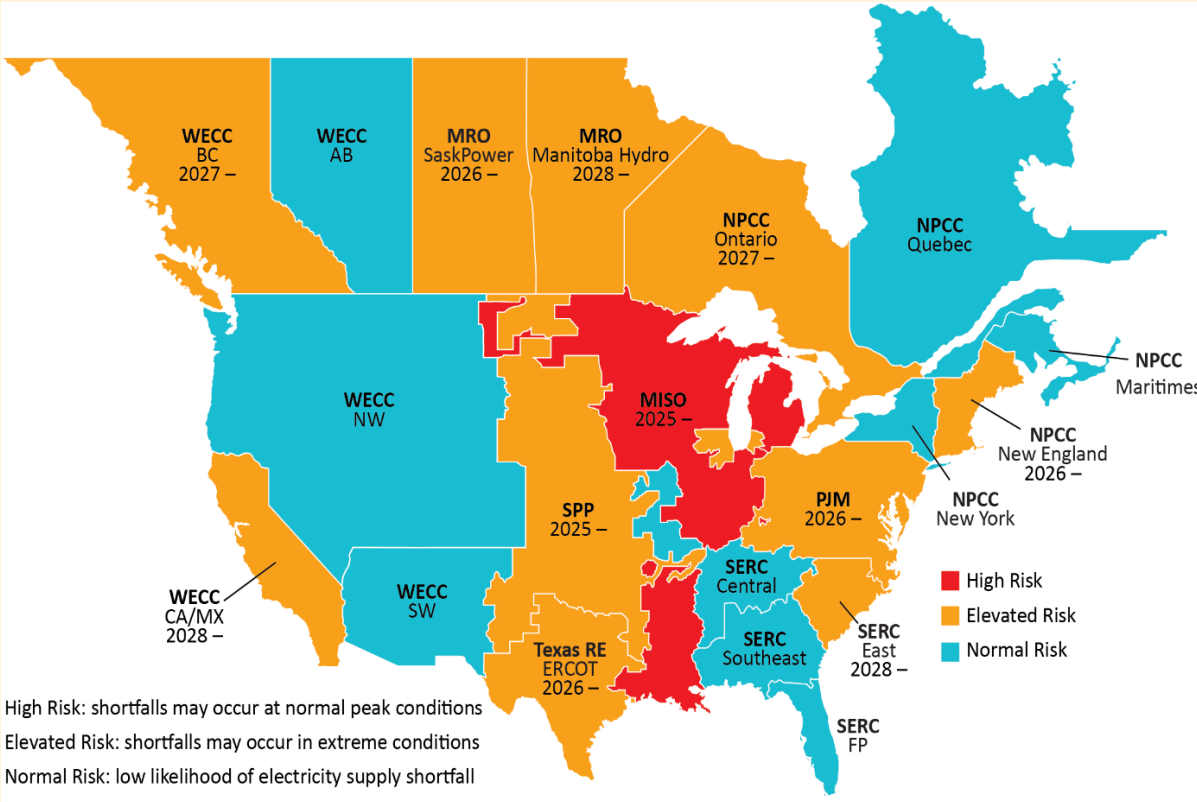 WECC
BC
2027 –
WECC
AB
MRO
SaskPower
2026 –
MRO
Manitoba Hydro
2028 –
NPCC
Ontario
2027 –
NPCC
Quebec
NPCC
Maritimes
WECC
NW
MISO
2025 –
NPCC
New England
2026 –
SPP
2025 –
PJM
2026 –
NPCC
New York
WECC
CA/MX
2028 –
WECC
SW
SERC
Central
SERC
Southeast
SERC
East
2028 –
Texas RE
ERCOT
2026 –
SERC
FP
High Risk
Elevated Risk
Normal Risk
High Risk: shortfalls may occur at normal peak conditions
Elevated Risk: shortfalls may occur in extreme conditions
Normal Risk: low likelihood of electricity supply shortfall